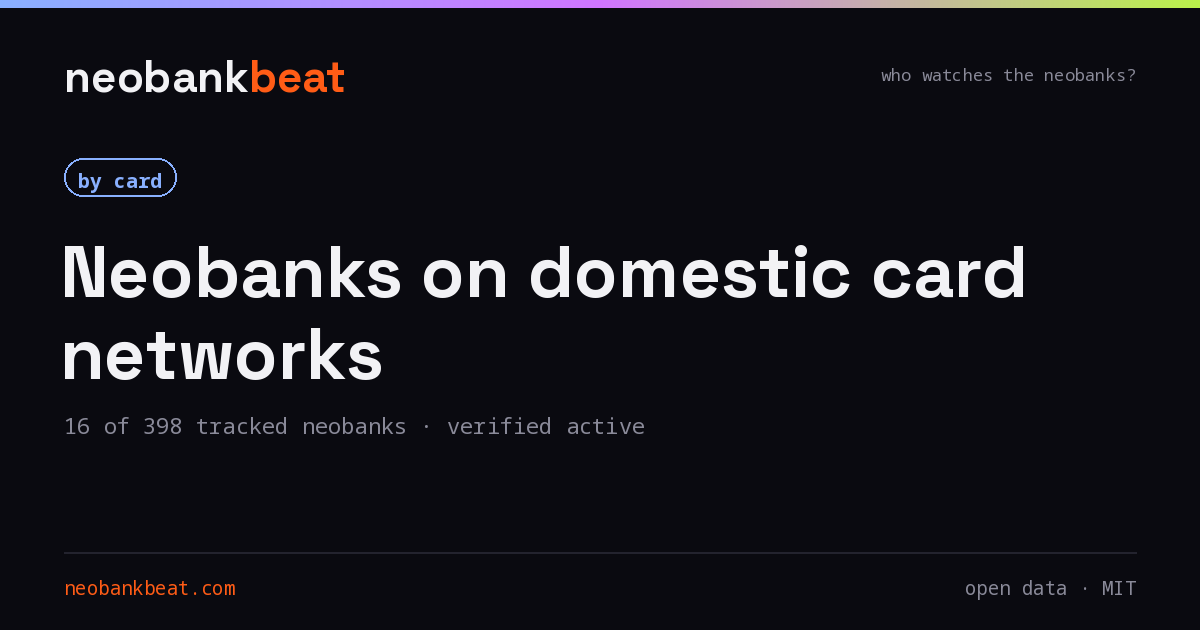 neobankbeat
who watches the neobanks?
by card
Neobanks on domestic card
networks
16 of 398 tracked neobanks · verified active
neobankbeat.com
open data · MIT